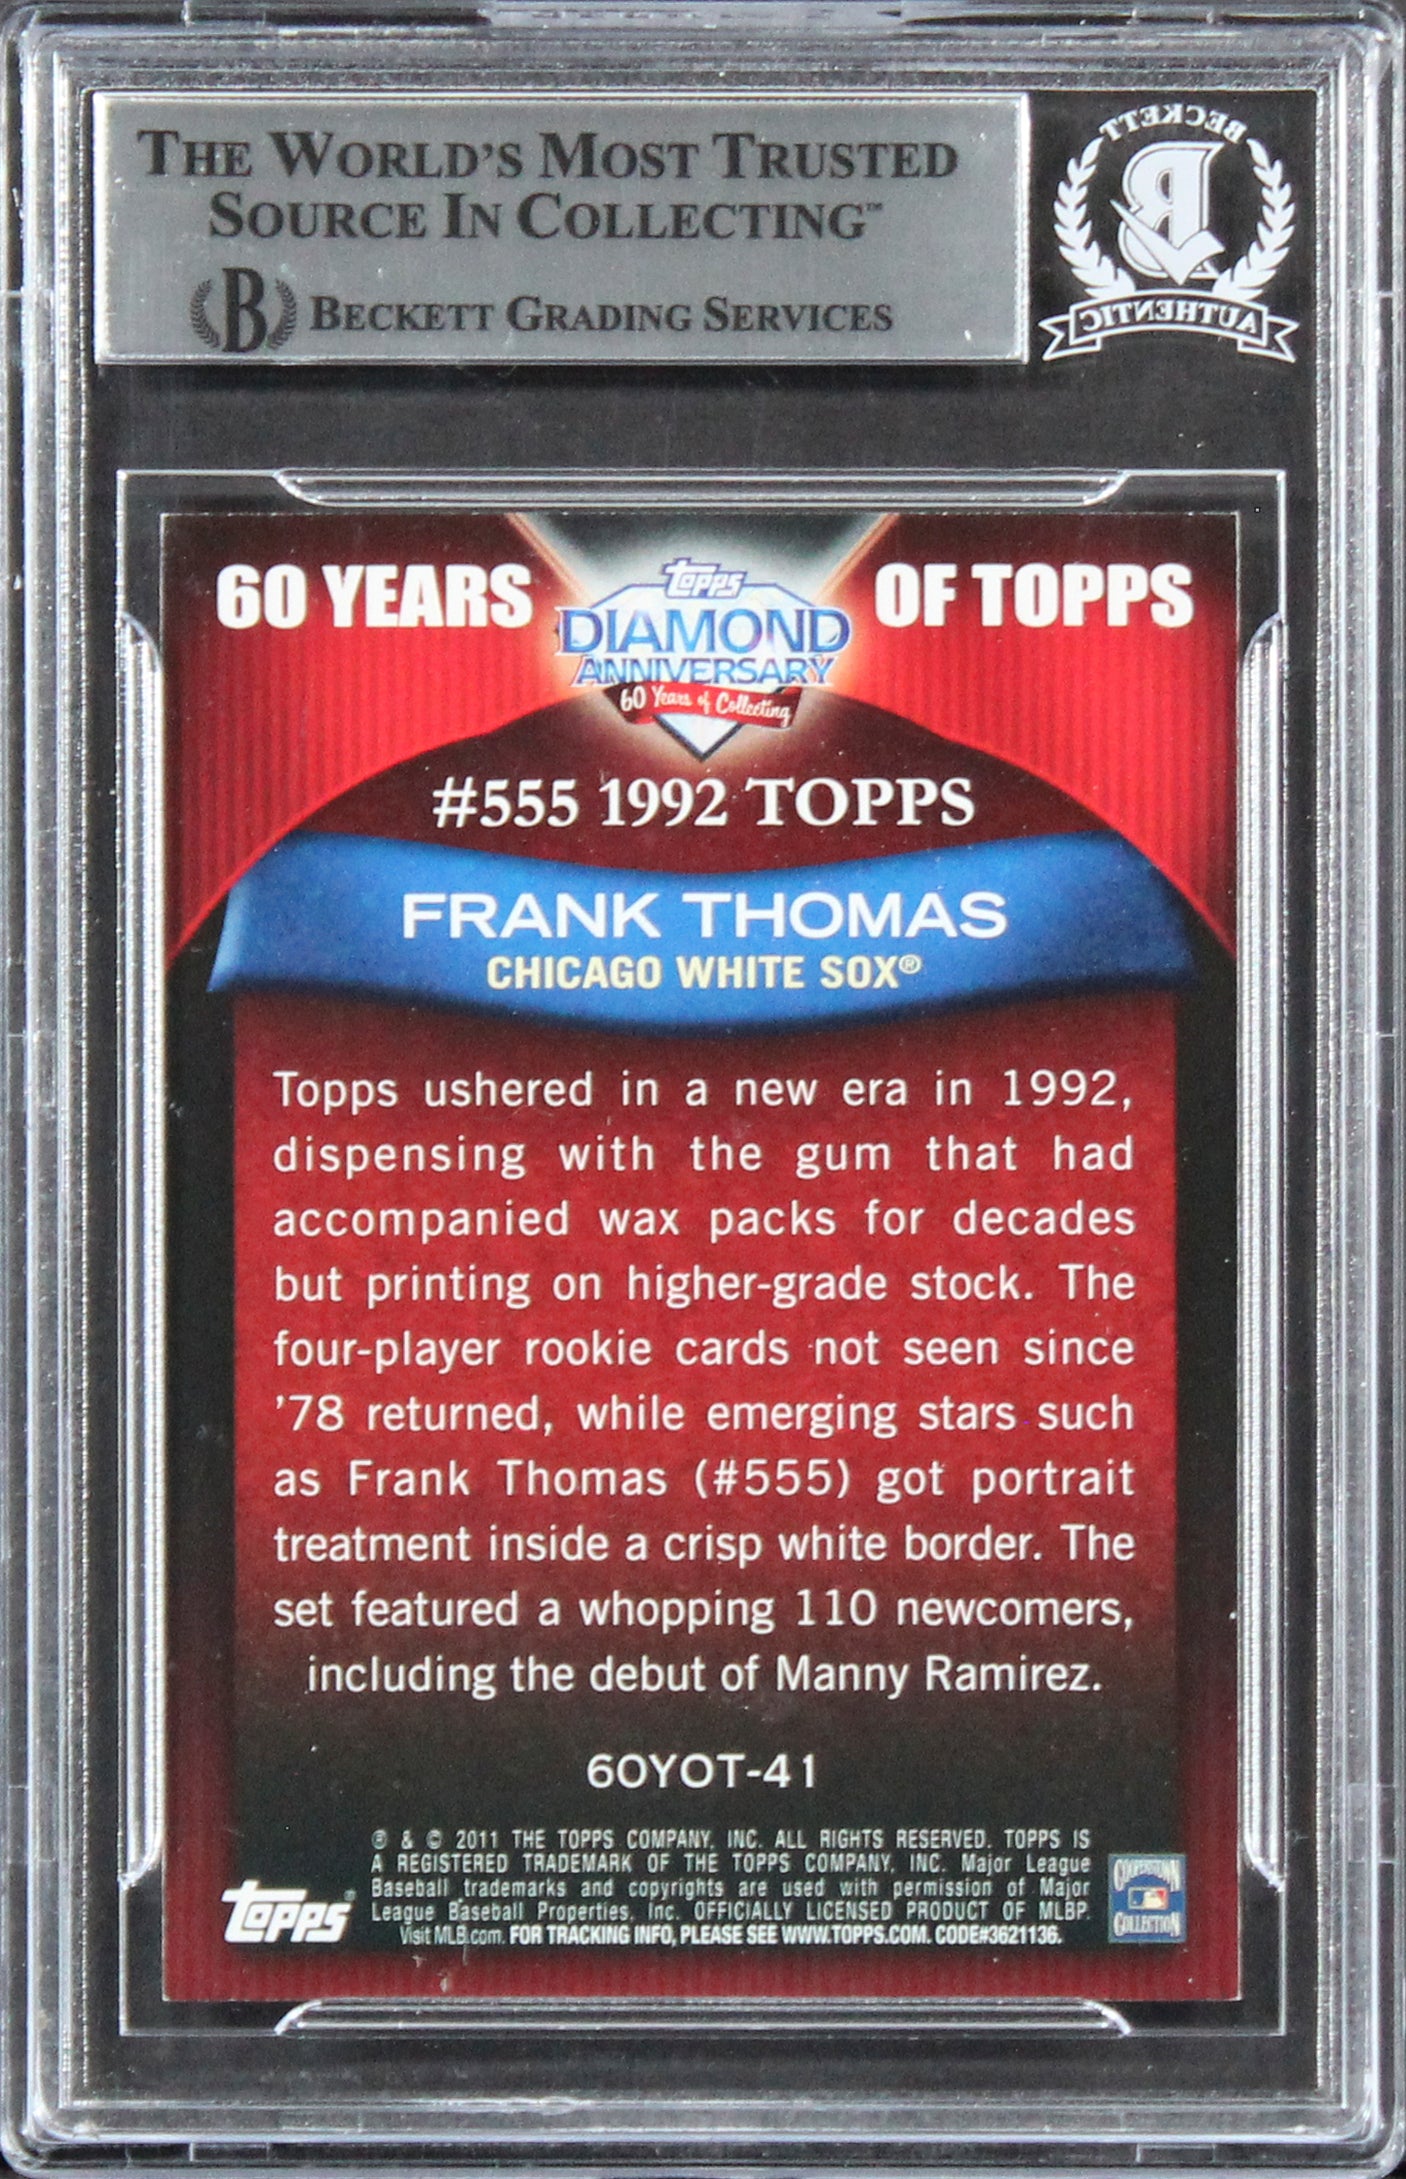 THE WORLD'S MOST TRUSTED
SOURCE IN COLLECTING™
B BECKETT GRADING SERVICES
BECKETT
B
AUTHENTIC
60 YEARS OF TOPPS
Topps
DIAMOND
ANNIVERSARY
60 Years of Collecting
#555 1992 TOPPS
FRANK THOMAS
CHICAGO WHITE SOX®
Topps ushered in a new era in 1992,
dispensing with the gum that had
accompanied wax packs for decades
but printing on higher-grade stock. The
four-player rookie cards not seen since
'78 returned, while emerging stars such
as Frank Thomas (#555) got portrait
treatment inside a crisp white border. The
set featured a whopping 110 newcomers,
including the debut of Manny Ramirez.
60YOT-41
® & © 2011 THE TOPPS COMPANY, INC. ALL RIGHTS RESERVED. TOPPS IS
A REGISTERED TRADEMARK OF THE TOPPS COMPANY, INC. Major League
Baseball trademarks and copyrights are used with permission of Major
League Baseball Properties, Inc. OFFICIALLY LICENSED PRODUCT OF MLBP.
Visit MLB.com. FOR TRACKING INFO, PLEASE SEE WWW.TOPPS.COM. CODE#3621136.
Topps®
COOPERSTOWN
COLLECTION